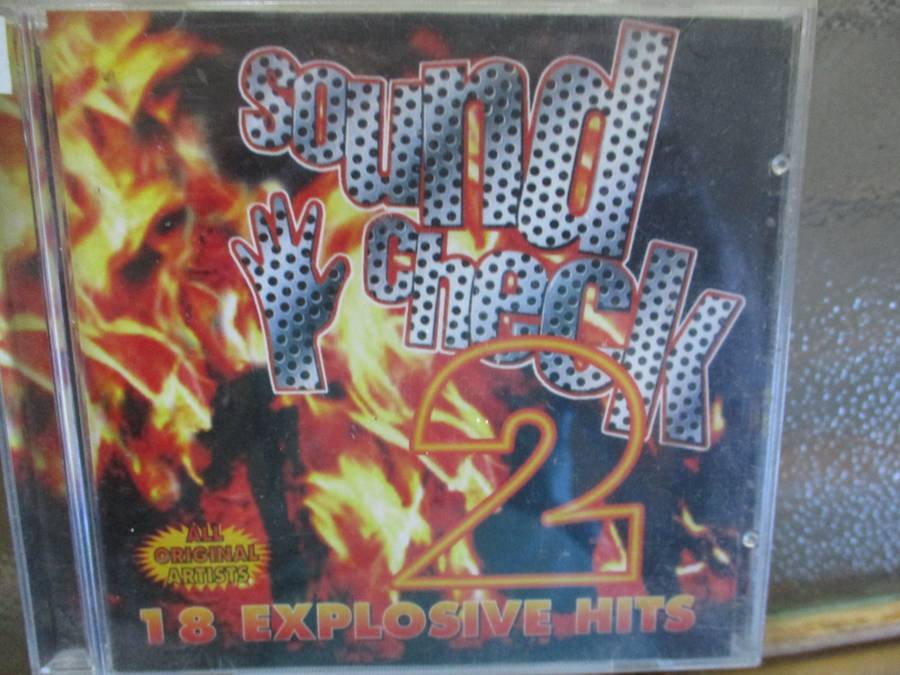 sound
check
2
ALL
ORIGINAL
ARTISTS
18 EXPLOSIVE HITS